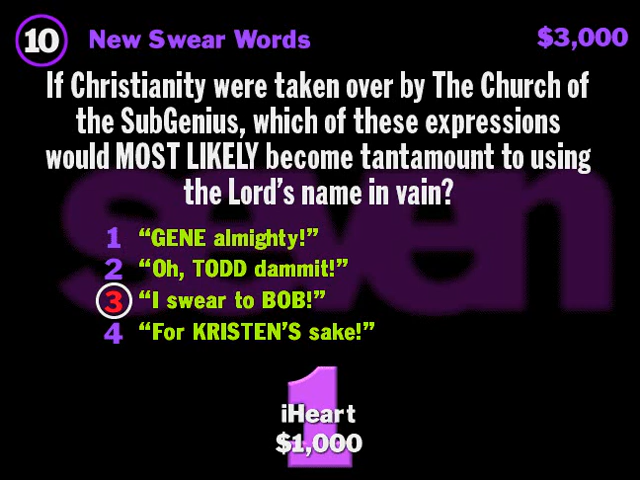 10 New Swear Words $3,000
If Christianity were taken over by The Church of
the SubGenius, which of these expressions
would MOST LIKELY become tantamount to using
the Lord's name in vain?
seven
1 "GENE almighty!"
2 "Oh, TODD dammit!"
3 "I swear to BOB!"
4 "For KRISTEN'S sake!"
1
iHeart
$1,000